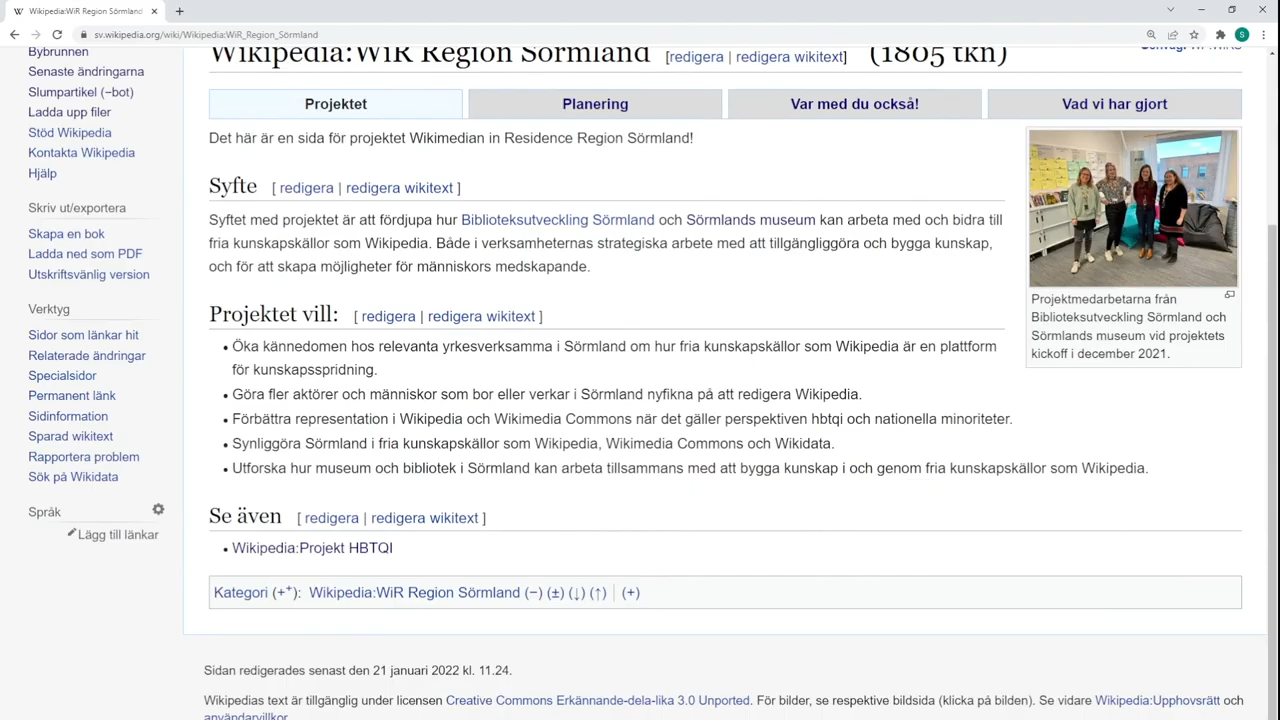 Wikipedia:WiR Region Sörmland
sv.wikipedia.org/wiki/Wikipedia:WiR_Region_Sörmland
S
Bybrunnen
Senaste ändringarna
Slumpartikel (−bot)
Ladda upp filer
Stöd Wikipedia
Kontakta Wikipedia
Hjälp
Skriv ut/exportera
Skapa en bok
Ladda ned som PDF
Utskriftsvänlig version
Verktyg
Sidor som länkar hit
Relaterade ändringar
Specialsidor
Permanent länk
Sidinformation
Sparad wikitext
Rapportera problem
Sök på Wikidata
Språk
Lägg till länkar
Wikipedia:WiR Region Sörmland [redigera | redigera wikitext] (1805 tkn)
Projektet
Planering
Var med du också!
Vad vi har gjort
Det här är en sida för projektet Wikimedian in Residence Region Sörmland!
Syfte [ redigera | redigera wikitext ]
Syftet med projektet är att fördjupa hur Biblioteksutveckling Sörmland och Sörmlands museum kan arbeta med och bidra till
fria kunskapskällor som Wikipedia. Både i verksamheternas strategiska arbete med att tillgängliggöra och bygga kunskap,
och för att skapa möjligheter för människors medskapande.
Projektmedarbetarna från
Biblioteksutveckling Sörmland och
Sörmlands museum vid projektets
kickoff i december 2021.
Projektet vill: [ redigera | redigera wikitext ]
• Öka kännedomen hos relevanta yrkesverksamma i Sörmland om hur fria kunskapskällor som Wikipedia är en plattform
för kunskapsspridning.
• Göra fler aktörer och människor som bor eller verkar i Sörmland nyfikna på att redigera Wikipedia.
• Förbättra representation i Wikipedia och Wikimedia Commons när det gäller perspektiven hbtqi och nationella minoriteter.
• Synliggöra Sörmland i fria kunskapskällor som Wikipedia, Wikimedia Commons och Wikidata.
• Utforska hur museum och bibliotek i Sörmland kan arbeta tillsammans med att bygga kunskap i och genom fria kunskapskällor som Wikipedia.
Se även [ redigera | redigera wikitext ]
• Wikipedia:Projekt HBTQI
Kategori (+⁺): Wikipedia:WiR Region Sörmland (−) (±) (↓) (↑) | (+)
Sidan redigerades senast den 21 januari 2022 kl. 11.24.
Wikipedias text är tillgänglig under licensen Creative Commons Erkännande-dela-lika 3.0 Unported. För bilder, se respektive bildsida (klicka på bilden). Se vidare Wikipedia:Upphovsrätt och
användarvillkor.